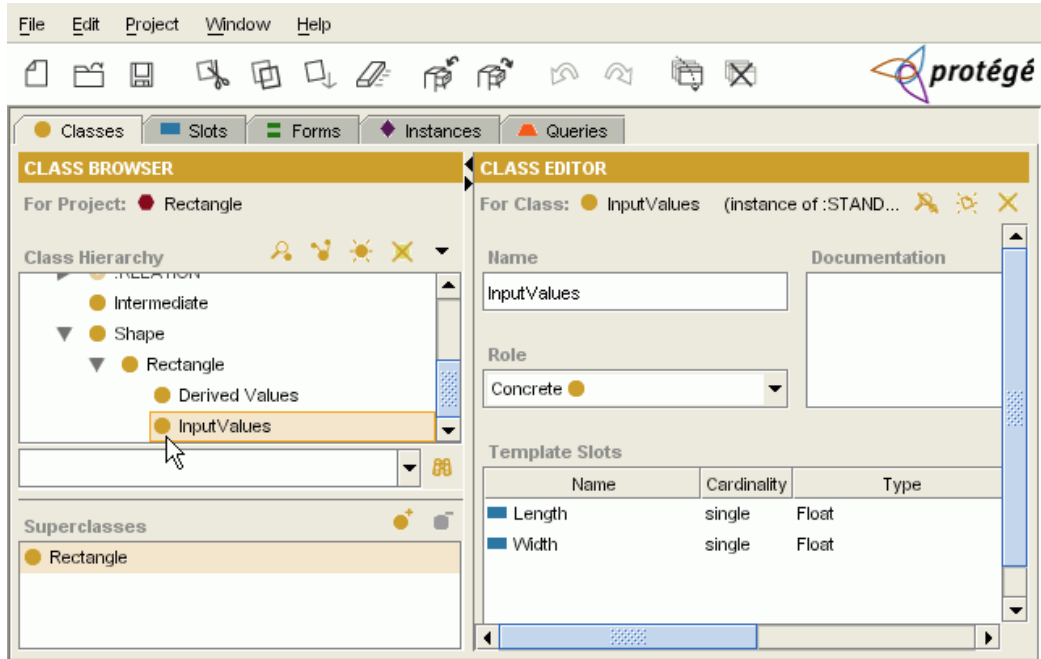 File Edit Project Window Help
protégé
Classes Slots Forms Instances Queries
CLASS BROWSER
CLASS EDITOR
For Project: Rectangle
For Class: InputValues (instance of :STAND...
Class Hierarchy
Name
Documentation
:RELATION
Intermediate
InputValues
Shape
Rectangle
Role
Derived Values
Concrete
InputValues
Template Slots
Name Cardinality Type
Superclasses
Length single Float
Rectangle
Width single Float